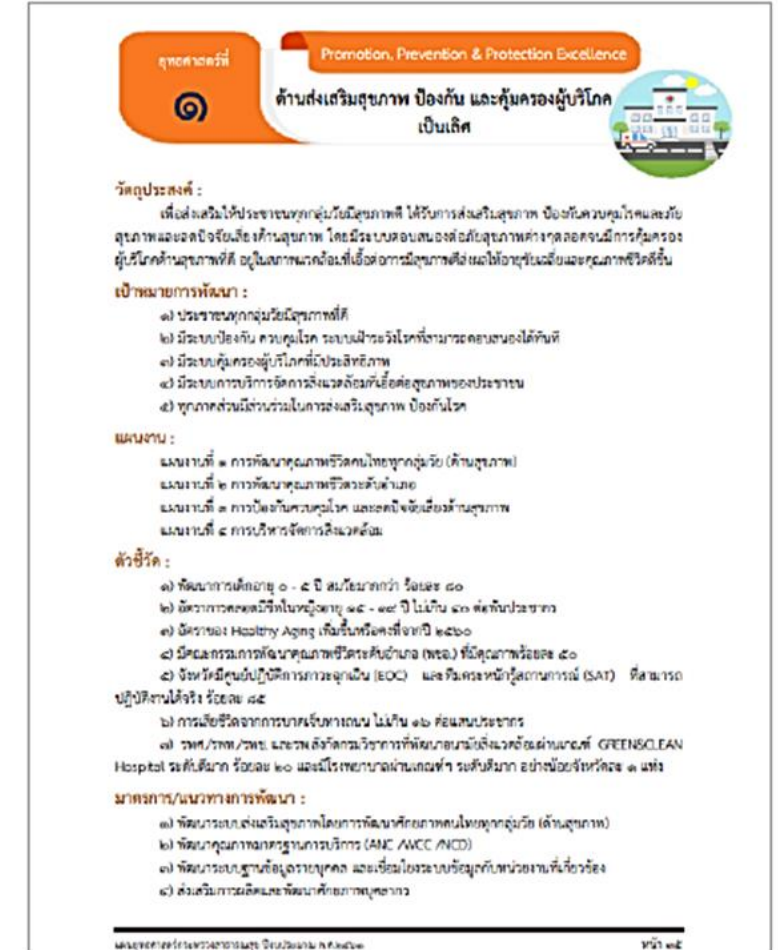 ยุทธศาสตร์ที่
๑
Promotion, Prevention & Protection Excellence
ด้านส่งเสริมสุขภาพ ป้องกัน และคุ้มครองผู้บริโภค
เป็นเลิศ
วัตถุประสงค์ :
เพื่อส่งเสริมให้ประชาชนทุกกลุ่มวัยมีสุขภาพดี ได้รับการส่งเสริมสุขภาพ ป้องกันควบคุมโรคและภัย
สุขภาพและลดปัจจัยเสี่ยงด้านสุขภาพ โดยมีระบบตอบสนองต่อภัยสุขภาพต่างๆตลอดจนมีการคุ้มครอง
ผู้บริโภคด้านสุขภาพที่ดี อยู่ในสภาพแวดล้อมที่เอื้อต่อการมีสุขภาพดีส่งผลให้อายุขัยเฉลี่ยและคุณภาพชีวิตดีขึ้น
เป้าหมายการพัฒนา :
๑) ประชาชนทุกกลุ่มวัยมีสุขภาพที่ดี
๒) มีระบบป้องกัน ควบคุมโรค ระบบเฝ้าระวังโรคที่สามารถตอบสนองได้ทันที
๓) มีระบบคุ้มครองผู้บริโภคที่มีประสิทธิภาพ
๔) มีระบบการบริการจัดการสิ่งแวดล้อมที่เอื้อต่อสุขภาพของประชาชน
๕) ทุกภาคส่วนมีส่วนร่วมในการส่งเสริมสุขภาพ ป้องกันโรค
แผนงาน :
แผนงานที่ ๑ การพัฒนาคุณภาพชีวิตคนไทยทุกกลุ่มวัย (ด้านสุขภาพ)
แผนงานที่ ๒ การพัฒนาคุณภาพชีวิตระดับอำเภอ
แผนงานที่ ๓ การป้องกันควบคุมโรค และลดปัจจัยเสี่ยงด้านสุขภาพ
แผนงานที่ ๔ การบริหารจัดการสิ่งแวดล้อม
ตัวชี้วัด :
๑) พัฒนาการเด็กอายุ ๐ - ๕ ปี สมวัยมากกว่า ร้อยละ ๘๐
๒) อัตราการคลอดมีชีพในหญิงอายุ ๑๕ - ๑๙ ปี ไม่เกิน ๔๐ ต่อพันประชากร
๓) อัตราของ Healthy Aging เพิ่มขึ้นหรือคงที่จากปี ๒๕๖๐
๔) มีคณะกรรมการพัฒนาคุณภาพชีวิตระดับอำเภอ (พชอ.) ที่มีคุณภาพร้อยละ ๕๐
๕) จังหวัดมีศูนย์ปฏิบัติการภาวะฉุกเฉิน (EOC) และทีมตระหนักรู้สถานการณ์ (SAT) ที่สามารถ
ปฏิบัติงานได้จริง ร้อยละ ๘๕
๖) การเสียชีวิตจากการบาดเจ็บทางถนน ไม่เกิน ๑๖ ต่อแสนประชากร
๗) รพศ./รพท./รพช. และรพ.สังกัดกรมวิชาการที่พัฒนาอนามัยสิ่งแวดล้อมผ่านเกณฑ์ GREEN&CLEAN
Hospital ระดับดีมาก ร้อยละ ๒๐ และมีโรงพยาบาลผ่านเกณฑ์ฯ ระดับดีมาก อย่างน้อยจังหวัดละ ๑ แห่ง
มาตรการ/แนวทางการพัฒนา :
๑) พัฒนาระบบส่งเสริมสุขภาพโดยการพัฒนาศักยภาพคนไทยทุกกลุ่มวัย (ด้านสุขภาพ)
๒) พัฒนาคุณภาพมาตรฐานการบริการ (ANC /WCC /NCD)
๓) พัฒนาระบบฐานข้อมูลรายบุคคล และเชื่อมโยงระบบข้อมูลกับหน่วยงานที่เกี่ยวข้อง
๔) ส่งเสริมการผลิตและพัฒนาศักยภาพบุคลากร
แผนยุทธศาสตร์กระทรวงสาธารณสุข ปีงบประมาณ พ.ศ.๒๕๖๑
หน้า ๑๕